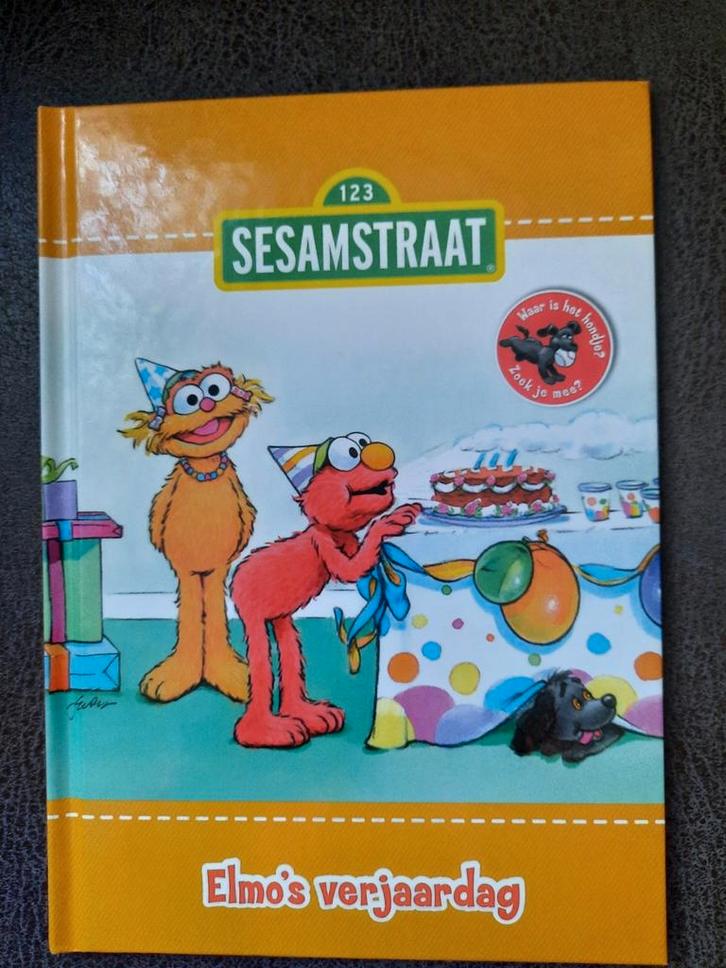 123
SESAMSTRAAT
Waar is het hondje?
Zoek je mee?
Elmo's verjaardag